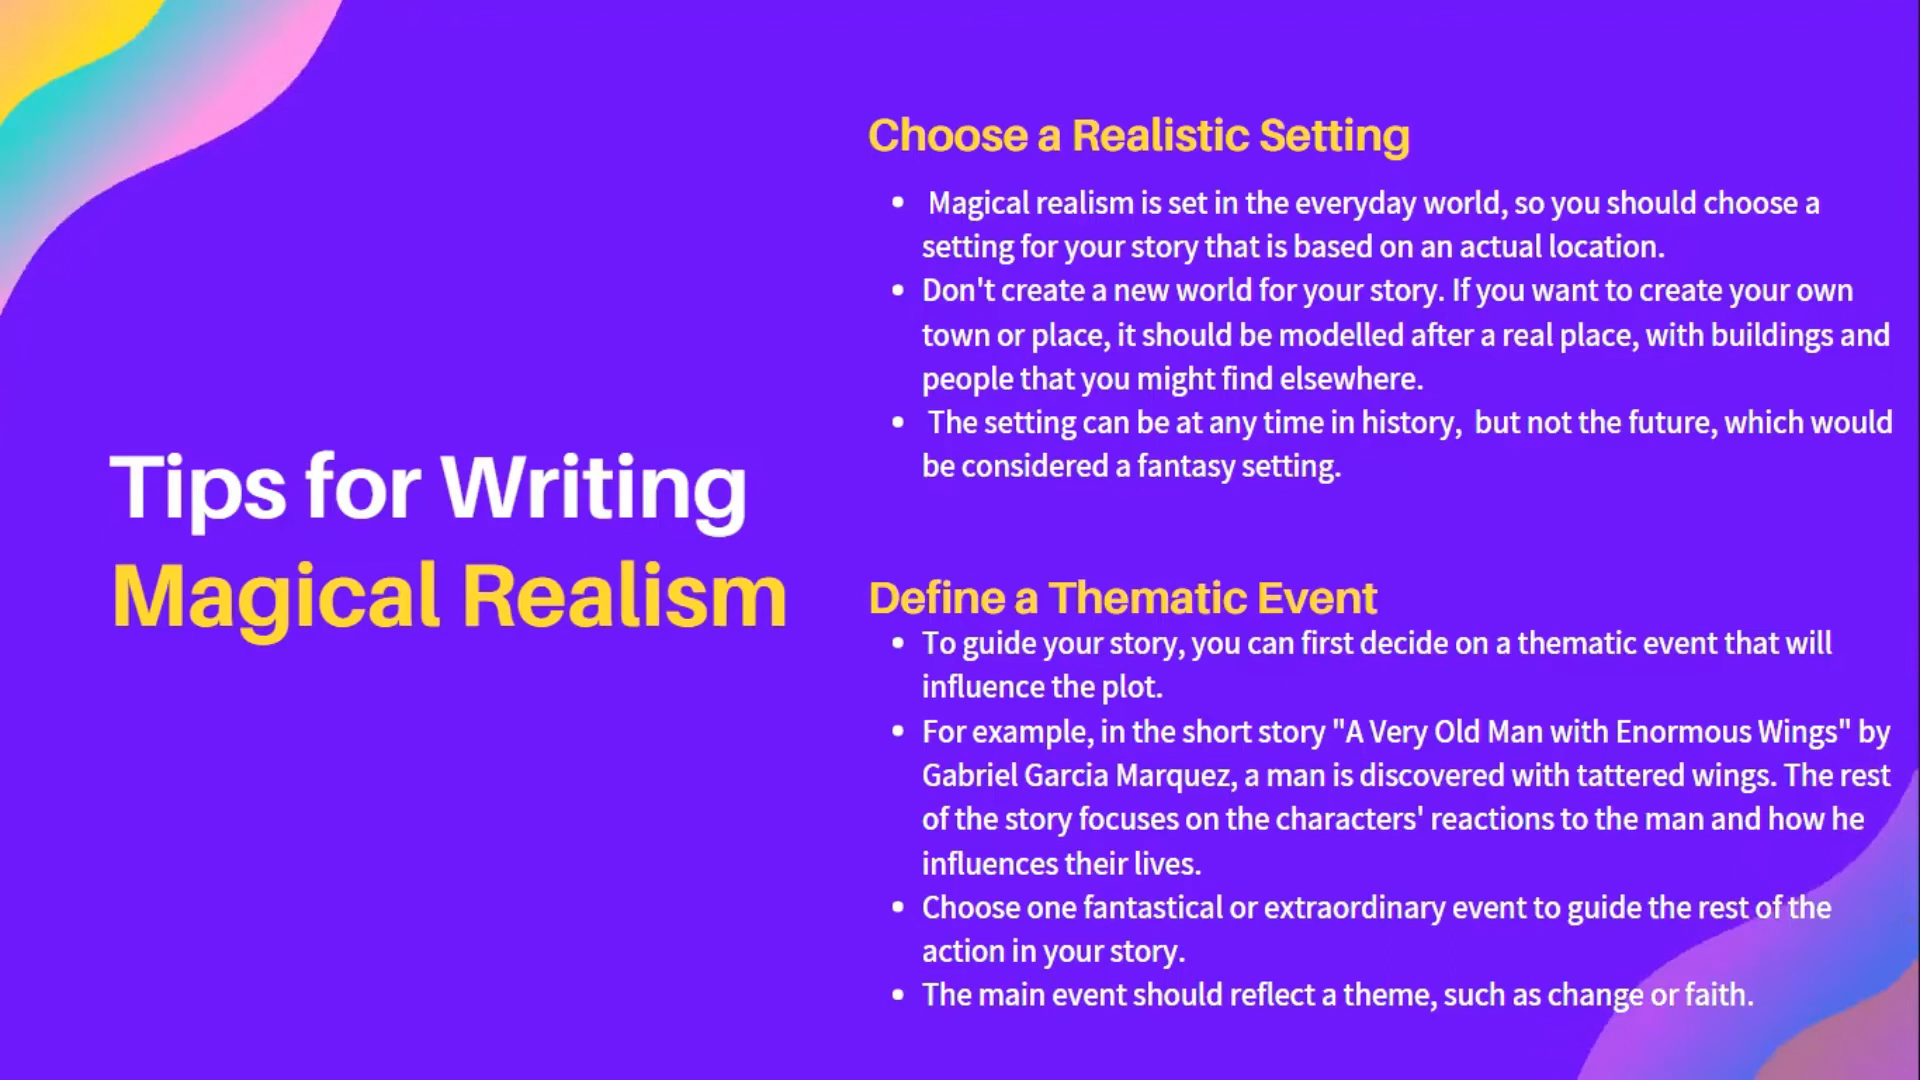 Tips for Writing
Magical Realism
Choose a Realistic Setting
• Magical realism is set in the everyday world, so you should choose a
setting for your story that is based on an actual location.
• Don't create a new world for your story. If you want to create your own
town or place, it should be modelled after a real place, with buildings and
people that you might find elsewhere.
• The setting can be at any time in history, but not the future, which would
be considered a fantasy setting.
Define a Thematic Event
• To guide your story, you can first decide on a thematic event that will
influence the plot.
• For example, in the short story "A Very Old Man with Enormous Wings" by
Gabriel Garcia Marquez, a man is discovered with tattered wings. The rest
of the story focuses on the characters' reactions to the man and how he
influences their lives.
• Choose one fantastical or extraordinary event to guide the rest of the
action in your story.
• The main event should reflect a theme, such as change or faith.